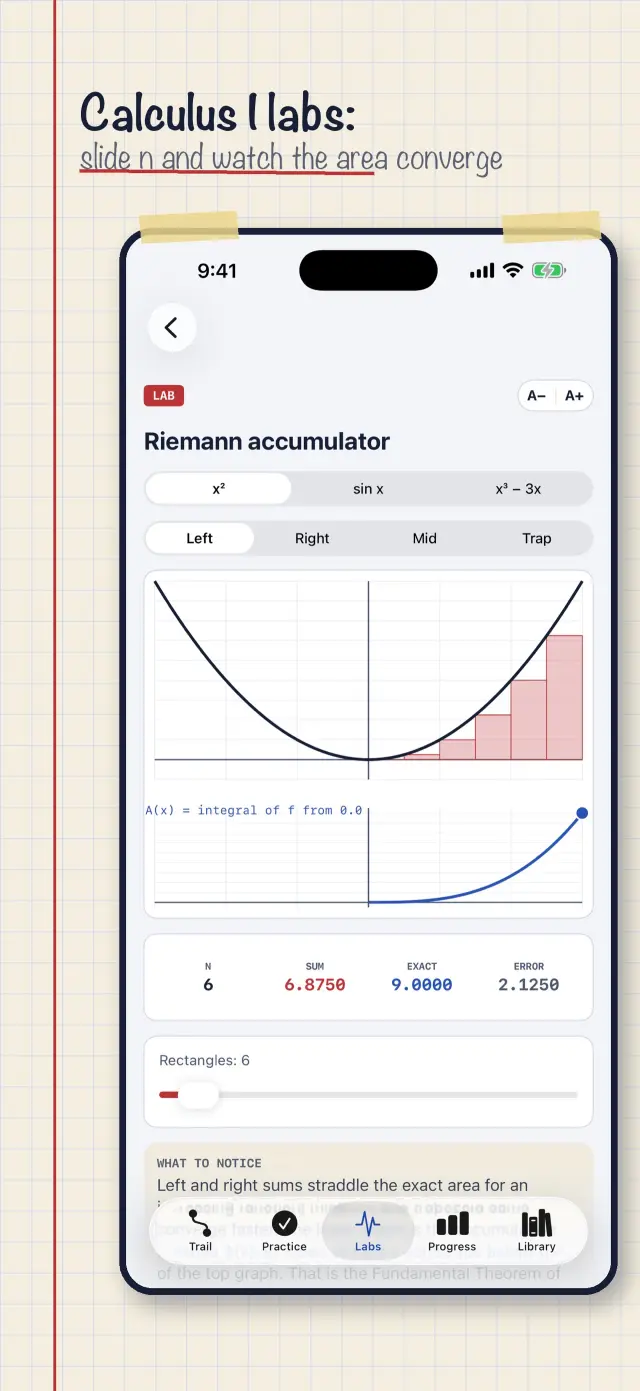 Calculus I labs:
slide n and watch the area converge
9:41
LAB
A− A+
Riemann accumulator
x² sin x x³ − 3x
Left Right Mid Trap
A(x) = integral of f from 0.0
N SUM EXACT ERROR
6 6.8750 9.0000 2.1250
Rectangles: 6
WHAT TO NOTICE
Left and right sums straddle the exact area for an
of the top graph. That is the Fundamental Theorem of
Trail Practice Labs Progress Library